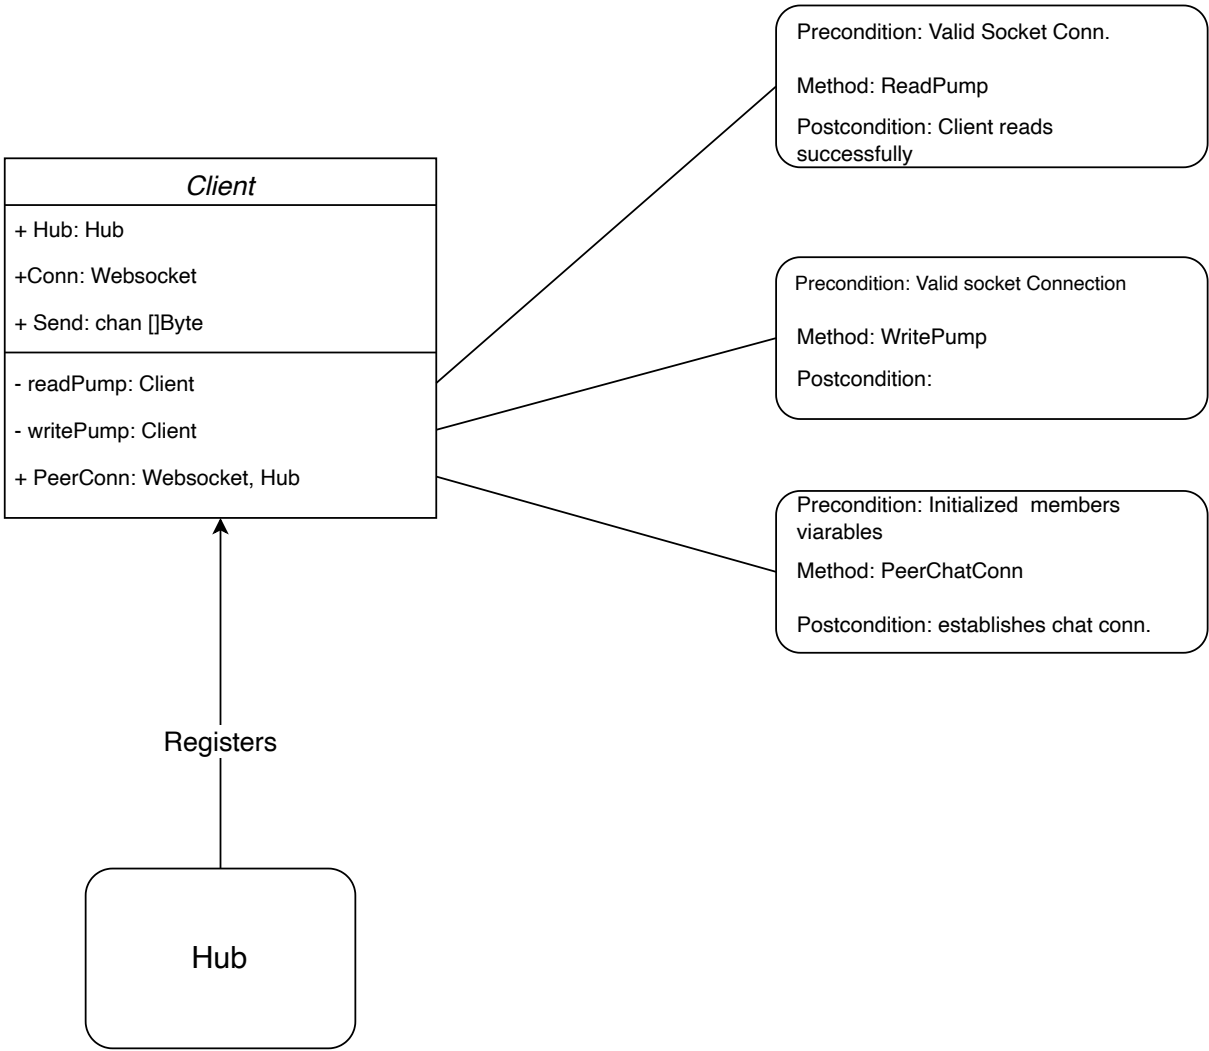 Client
+ Hub: Hub
+Conn: Websocket
+ Send: chan []Byte
- readPump: Client
- writePump: Client
+ PeerConn: Websocket, Hub
Precondition: Valid Socket Conn.
Method: ReadPump
Postcondition: Client reads
successfully
Precondition: Valid socket Connection
Method: WritePump
Postcondition:
Precondition: Initialized  members
viarables
Method: PeerChatConn
Postcondition: establishes chat conn.
Registers
Hub